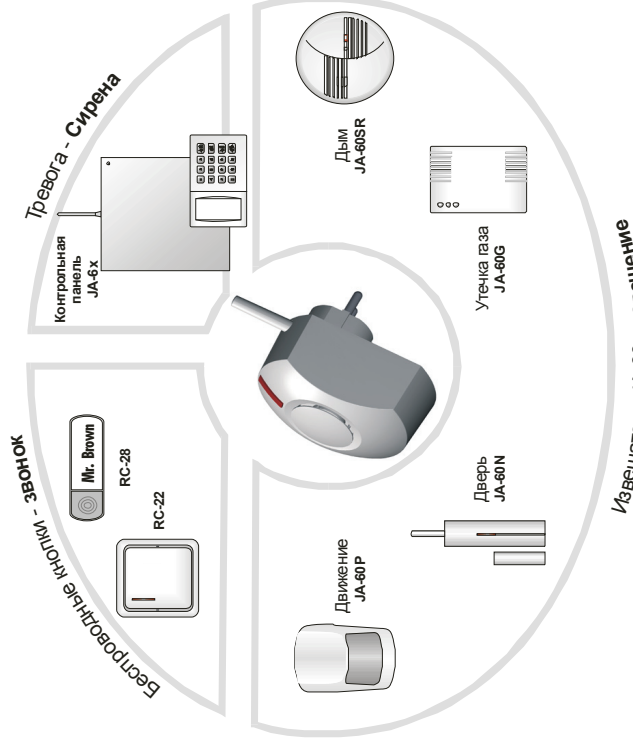 Беспроводные кнопки - звонок
Mr. Brown
RC-28
RC-22
Тревога - Сирена
Контрольная
панель
JA-6x
Движение
JA-60P
Дверь
JA-60N
Утечка газа
JA-60G
Дым
JA-60SR